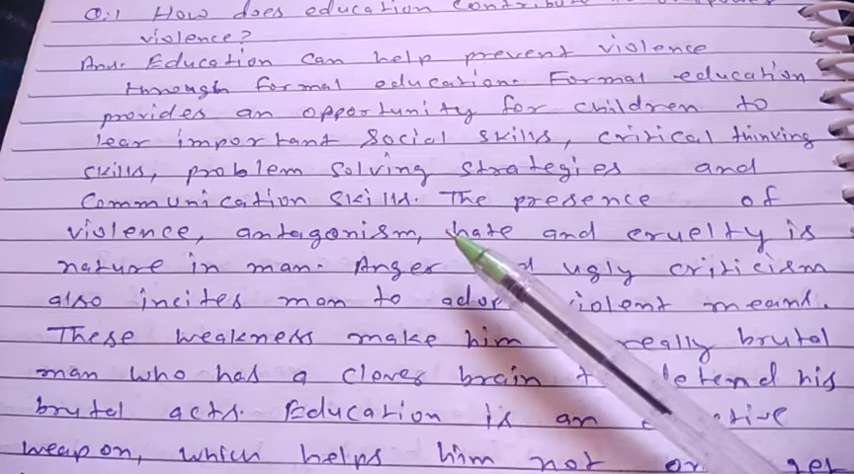 Q:1 How does education
violence?
Ans:- Education can help prevent violence
through formal education. Formal education
provides an opportunity for children to
lear important social skills, critical thinking
skills, problem solving strategies and
communication skills. The presence of
violence, antagonism, hate and cruelty is
nature in man. Anger ugly criticism
also incites man to violent means.
These weakness make him really brutal
man who has a clever brain his
brutal acts. Education is an
weapon, which helps him not